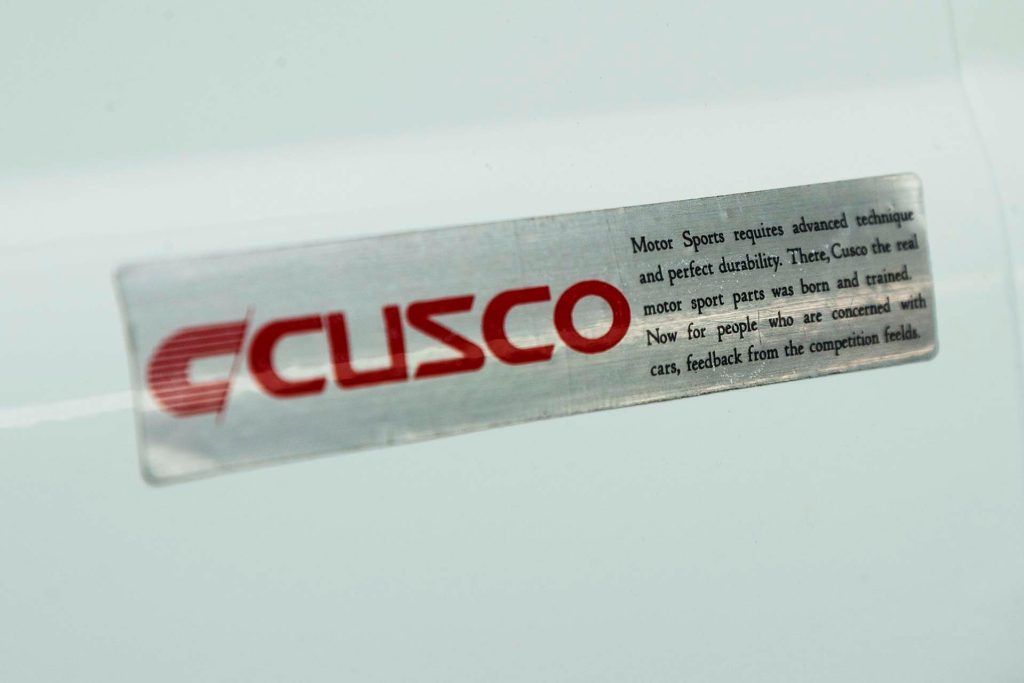 CUSCO
Motor Sports requires advanced technique
and perfect durability. There, Cusco the real
motor sport parts was born and trained.
Now for people who are concerned with
cars, feedback from the competition feelds.